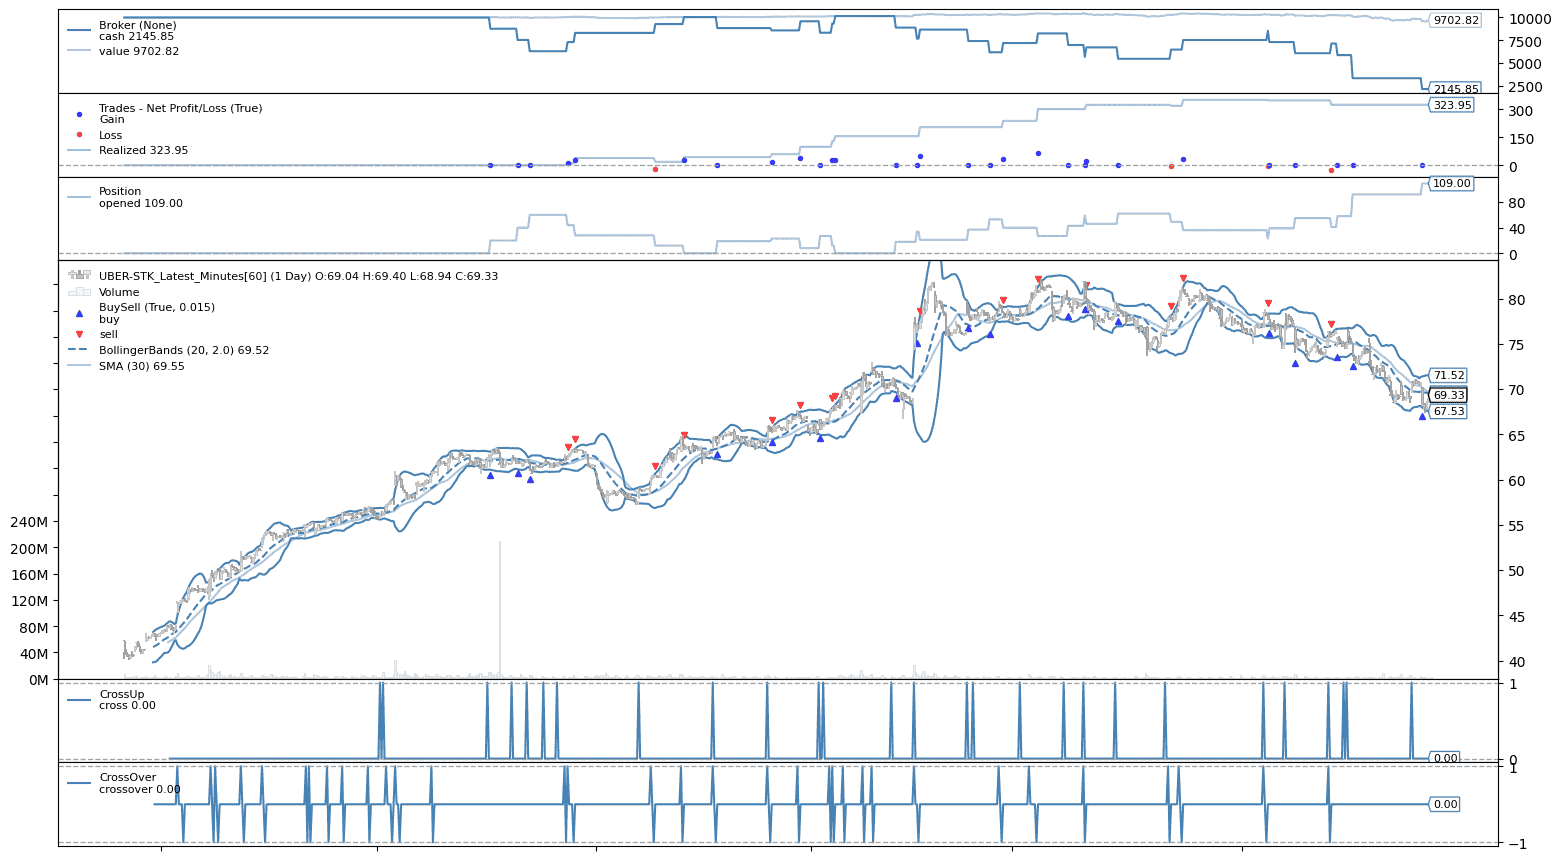 Broker (None)
cash 2145.85
value 9702.82
9702.82
10000
7500
5000
2500
2145.85
Trades - Net Profit/Loss (True)
Gain
Loss
Realized 323.95
323.95
300
150
0
Position
opened 109.00
109.00
80
40
0
UBER-STK_Latest_Minutes[60] (1 Day) O:69.04 H:69.40 L:68.94 C:69.33
Volume
BuySell (True, 0.015)
buy
sell
BollingerBands (20, 2.0) 69.52
SMA (30) 69.55
80
75
71.52
70
69.33
67.53
65
60
55
50
45
40
240M
200M
160M
120M
80M
40M
0M
CrossUp
cross 0.00
1
0.00
0
CrossOver
crossover 0.00
1
0.00
−1